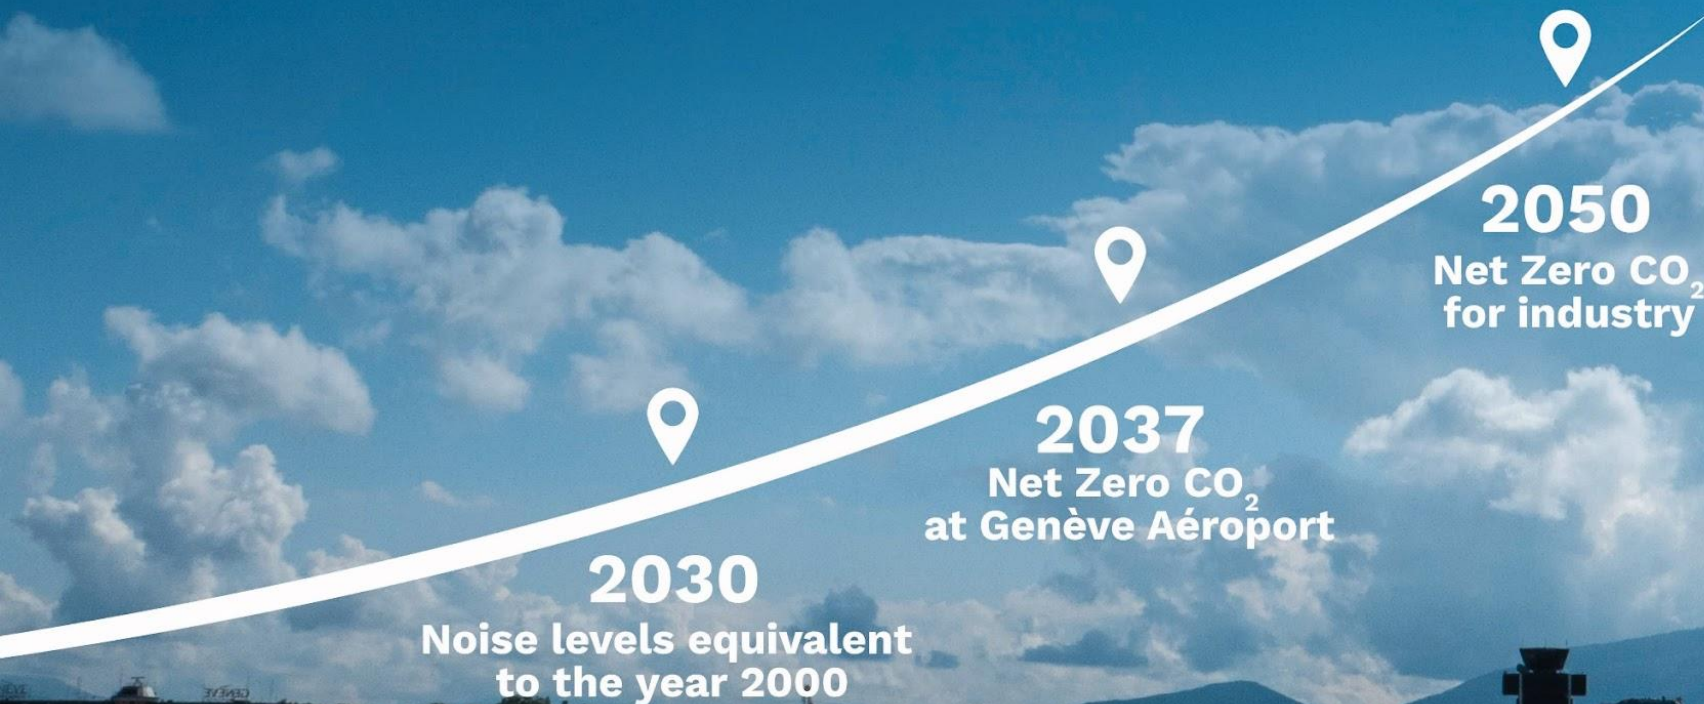 2050
Net Zero CO₂
for industry
2037
Net Zero CO₂
at Genève Aéroport
2030
Noise levels equivalent
to the year 2000
GENÈVE